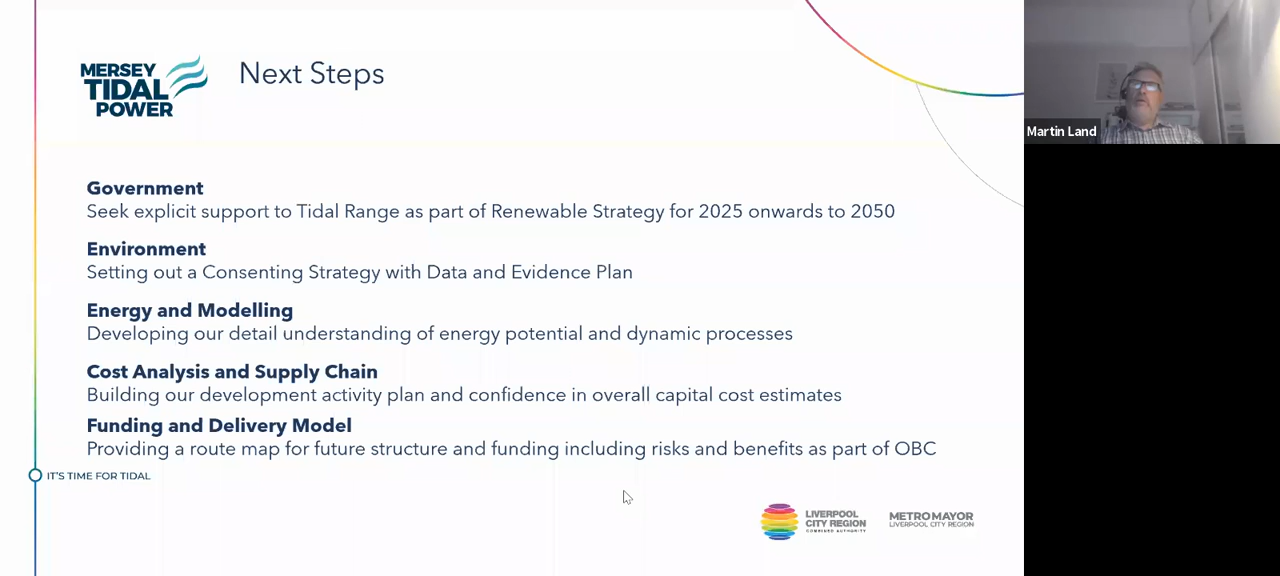 MERSEY
TIDAL
POWER
Next Steps
Martin Land
Government
Seek explicit support to Tidal Range as part of Renewable Strategy for 2025 onwards to 2050
Environment
Setting out a Consenting Strategy with Data and Evidence Plan
Energy and Modelling
Developing our detail understanding of energy potential and dynamic processes
Cost Analysis and Supply Chain
Building our development activity plan and confidence in overall capital cost estimates
Funding and Delivery Model
Providing a route map for future structure and funding including risks and benefits as part of OBC
IT'S TIME FOR TIDAL
LIVERPOOL
CITY REGION
COMBINED AUTHORITY
METRO MAYOR
LIVERPOOL CITY REGION